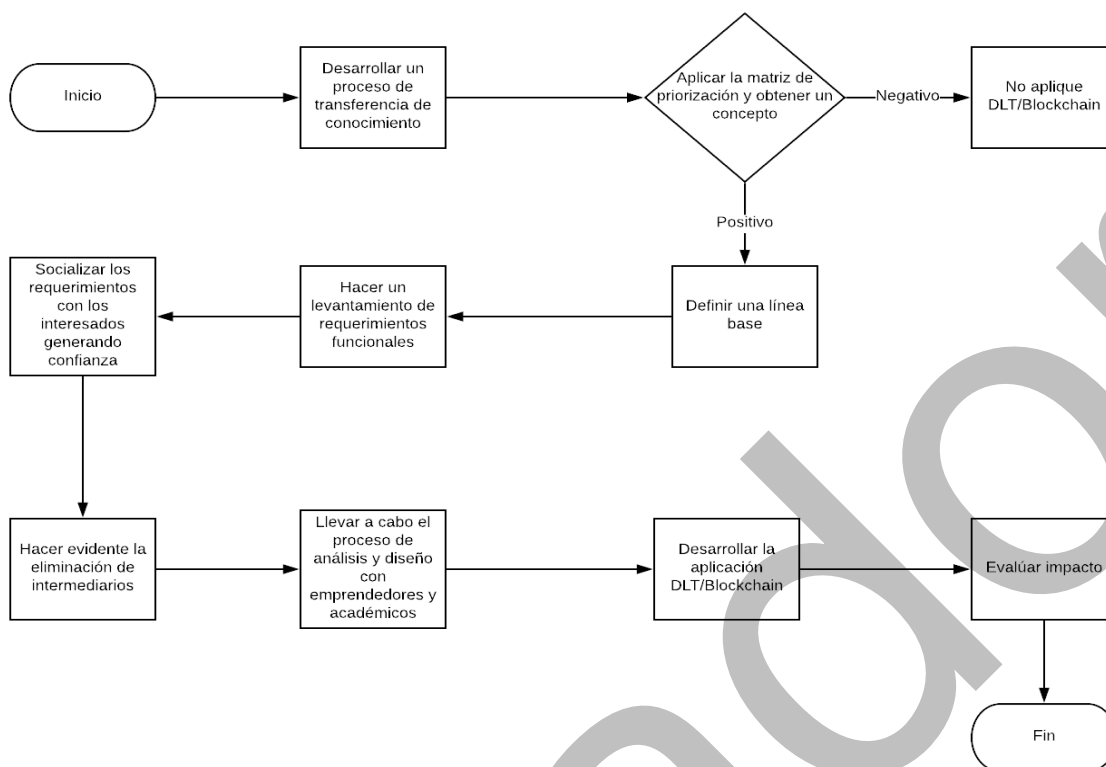 Inicio
Desarrollar un
proceso de
transferencia de
conocimiento
Aplicar la matriz de
priorización y obtener un
concepto
Negativo
No aplique
DLT/Blockchain
Positivo
Socializar los
requerimientos
con los
interesados
generando
confianza
Hacer un
levantamiento de
requerimientos
funcionales
Definir una línea
base
Hacer evidente la
eliminación de
intermediarios
Llevar a cabo el
proceso de
análisis y diseño
con
emprendedores y
académicos
Desarrollar la
aplicación
DLT/Blockchain
Evalúar impacto
Fin